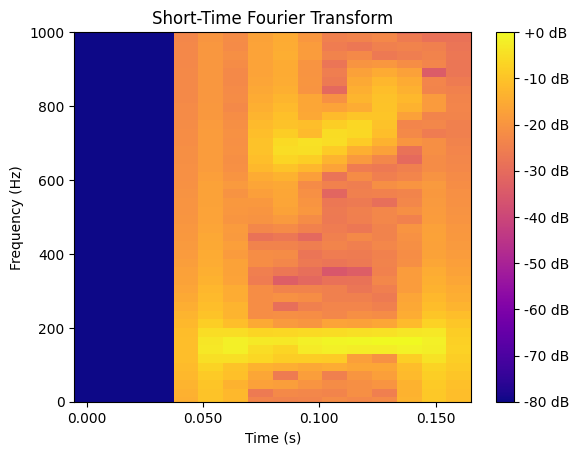 Short-Time Fourier Transform
1000
800
600
400
200
0
Frequency (Hz)
0.000
0.050
0.100
0.150
Time (s)
+0 dB
-10 dB
-20 dB
-30 dB
-40 dB
-50 dB
-60 dB
-70 dB
-80 dB